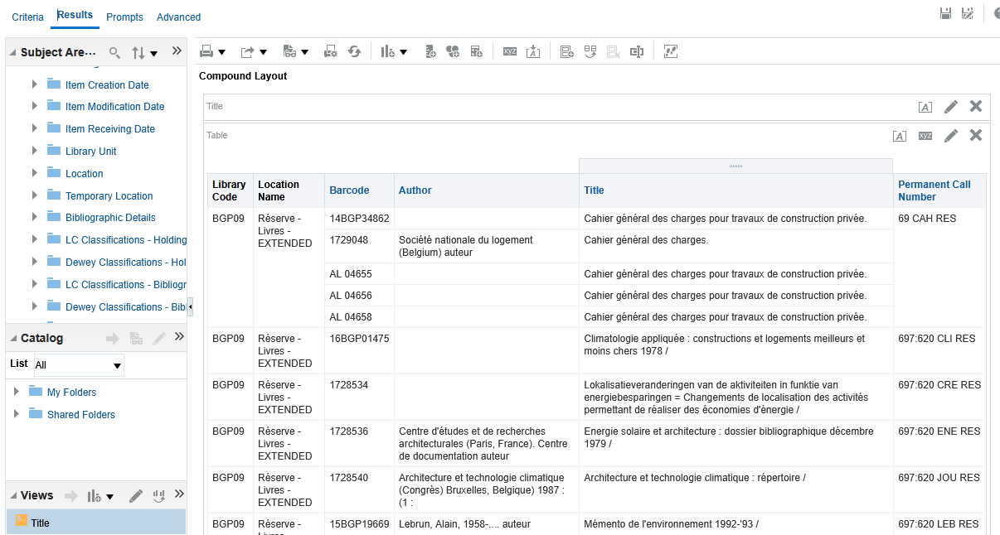 Criteria
Results
Prompts
Advanced
Subject Are...
Item Creation Date
Item Modification Date
Item Receiving Date
Library Unit
Location
Temporary Location
Bibliographic Details
LC Classifications - Holding
Dewey Classifications - Hol
LC Classifications - Bibliogr
Dewey Classifications - Bib
Catalog
List All
My Folders
Shared Folders
Views
Title
xyz
Compound Layout
Title
Table
xyz
Library Code
Location Name
Barcode
Author
Title
Permanent Call Number
BGP09
Réserve -
Livres -
EXTENDED
14BGP34862
Cahier général des charges pour travaux de construction privée.
69 CAH RES
1729048
Société nationale du logement
(Belgium) auteur
Cahier général des charges.
AL 04655
Cahier général des charges pour travaux de construction privée.
AL 04656
Cahier général des charges pour travaux de construction privée.
AL 04658
Cahier général des charges pour travaux de construction privée.
BGP09
Réserve -
Livres -
EXTENDED
16BGP01475
Climatologie appliquée : constructions et logements meilleurs et
moins chers 1978 /
697:620 CLI RES
BGP09
Réserve -
Livres -
EXTENDED
1728534
Lokalisatieveranderingen van de aktiviteiten in funktie van
energiebesparingen = Changements de localisation des activités
permettant de réaliser des économies d'énergie /
697:620 CRE RES
BGP09
Réserve -
Livres -
EXTENDED
1728536
Centre d'études et de recherches
architecturales (Paris, France). Centre
de documentation auteur
Energie solaire et architecture : dossier bibliographique décembre
1979 /
697:620 ENE RES
BGP09
Réserve -
Livres -
EXTENDED
1728540
Architecture et technologie climatique
(Congrès) Bruxelles, Belgique) 1987 :
(1 :
Architecture et technologie climatique : répertoire /
697:620 JOU RES
BGP09
Réserve -
15BGP19669
Lebrun, Alain, 1958-.... auteur
Mémento de l'environnement 1992-'93 /
697:620 LEB RES